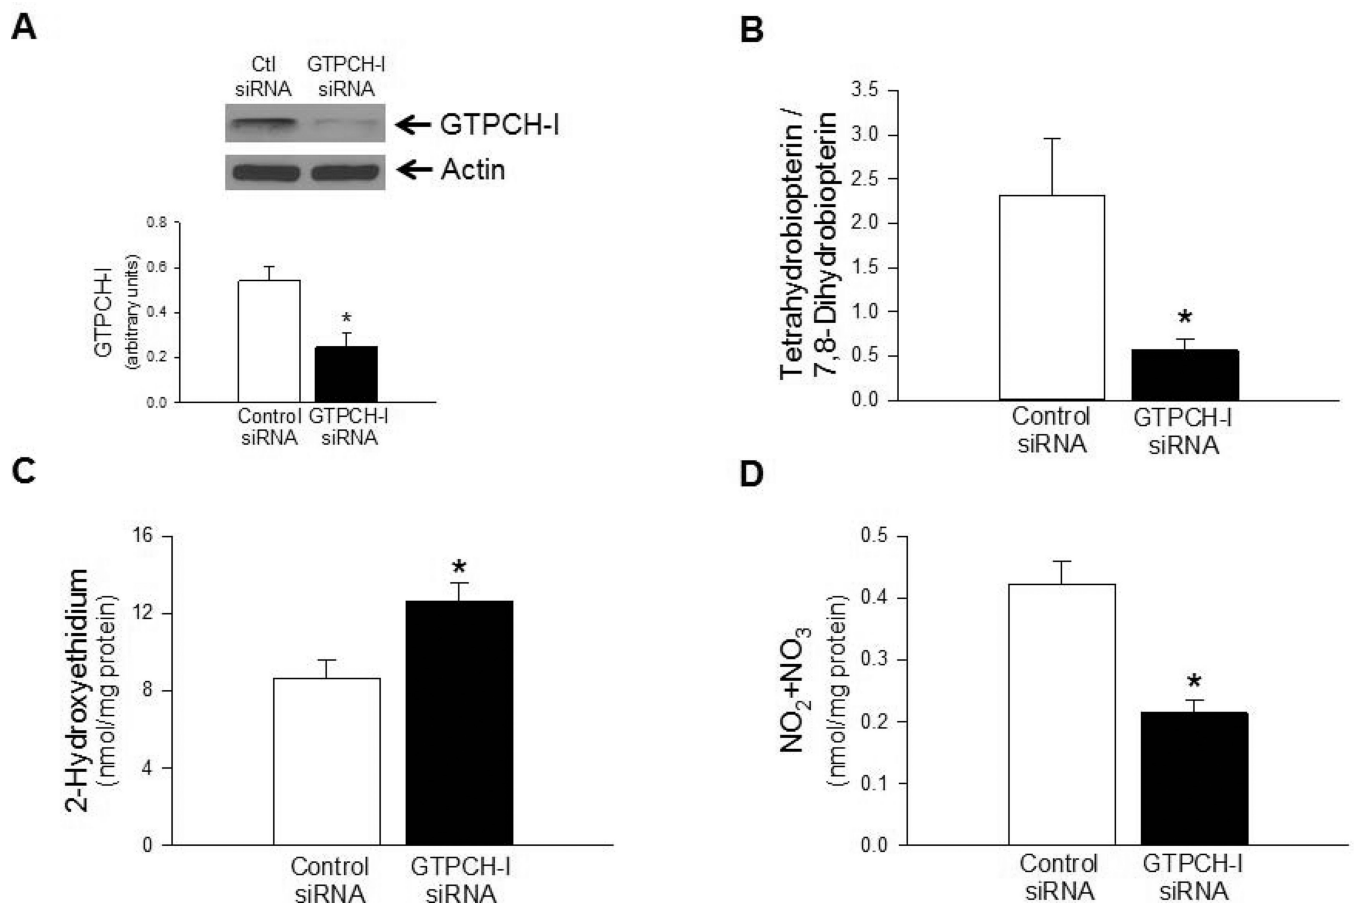 A
Ctl
siRNA
GTPCH-I
siRNA
GTPCH-I
Actin
GTPCH-I
(arbitrary units)
0.8
0.6
0.4
0.2
0.0
*
Control
siRNA
GTPCH-I
siRNA
B
Tetrahydrobiopterin /
7,8-Dihydrobiopterin
3.5
3.0
2.5
2.0
1.5
1.0
0.5
0.0
*
Control
siRNA
GTPCH-I
siRNA
C
2-Hydroxyethidium
(nmol/mg protein)
16
12
8
4
0
*
Control
siRNA
GTPCH-I
siRNA
D
NO2+NO3
(nmol/mg protein)
0.5
0.4
0.3
0.2
0.1
0.0
*
Control
siRNA
GTPCH-I
siRNA